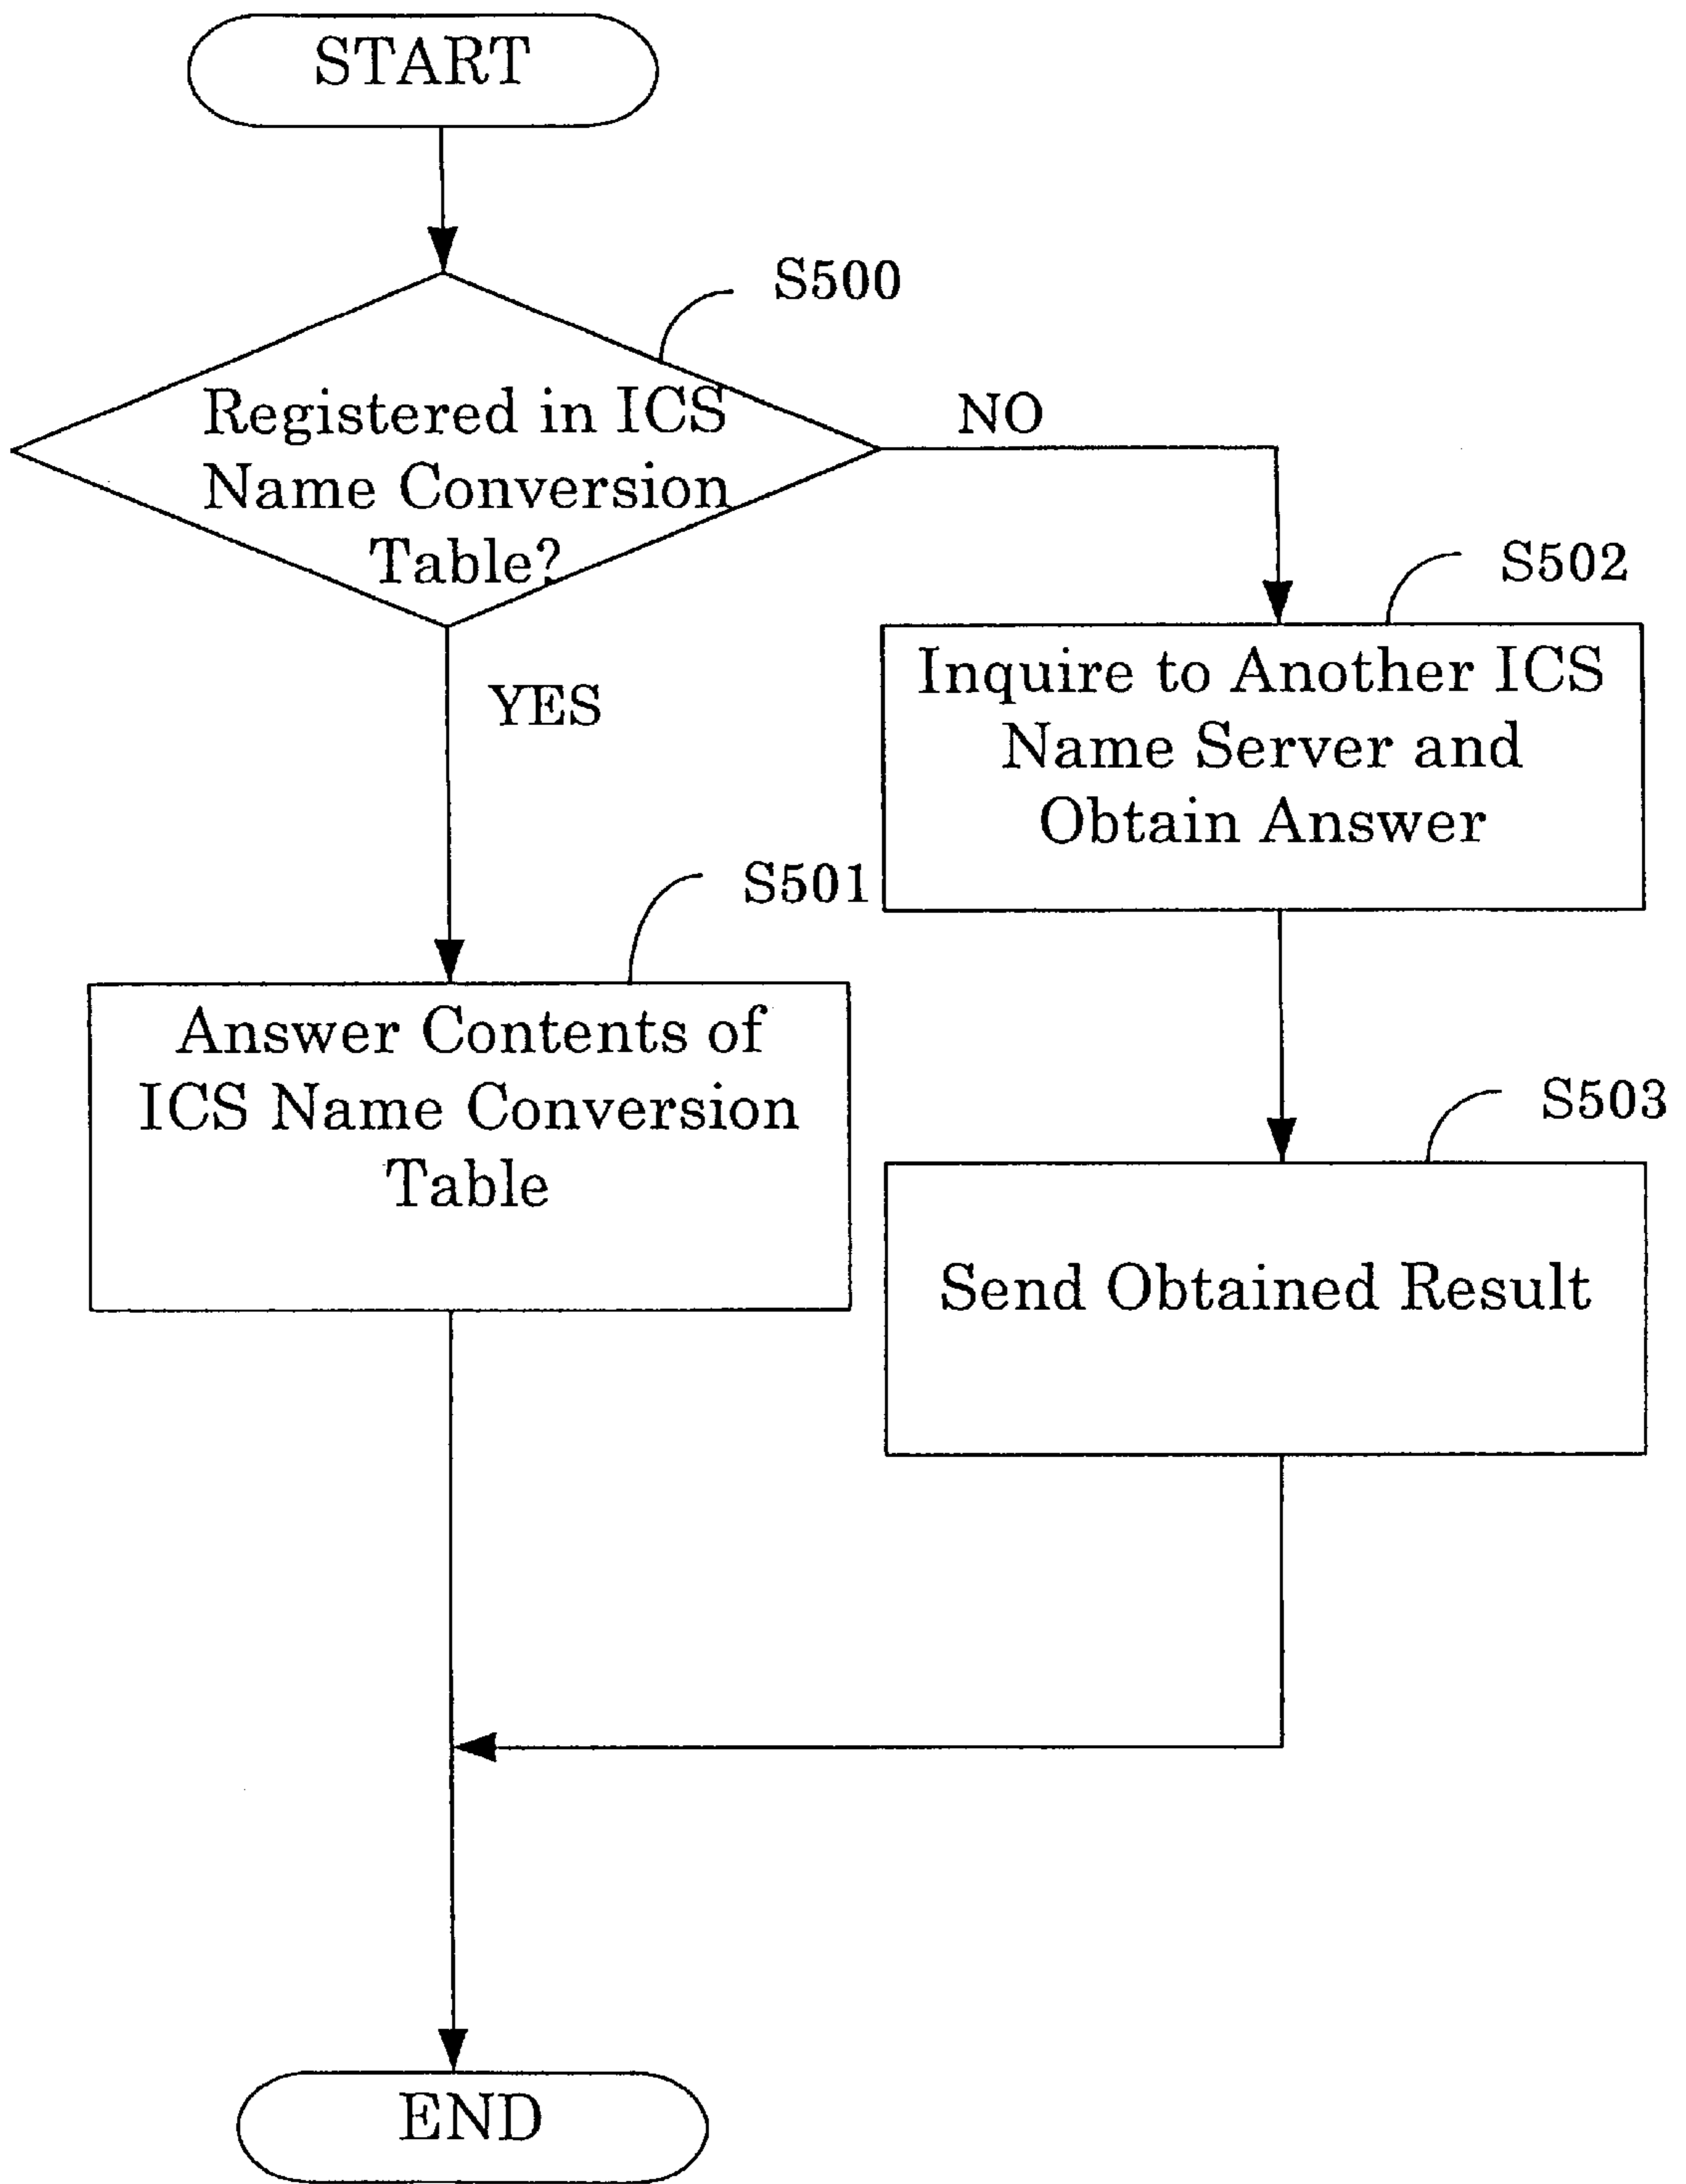 START
S500
Registered in ICS
Name Conversion
Table?
NO
YES
S502
Inquire to Another ICS
Name Server and
Obtain Answer
S501
Answer Contents of
ICS Name Conversion
Table
S503
Send Obtained Result
END